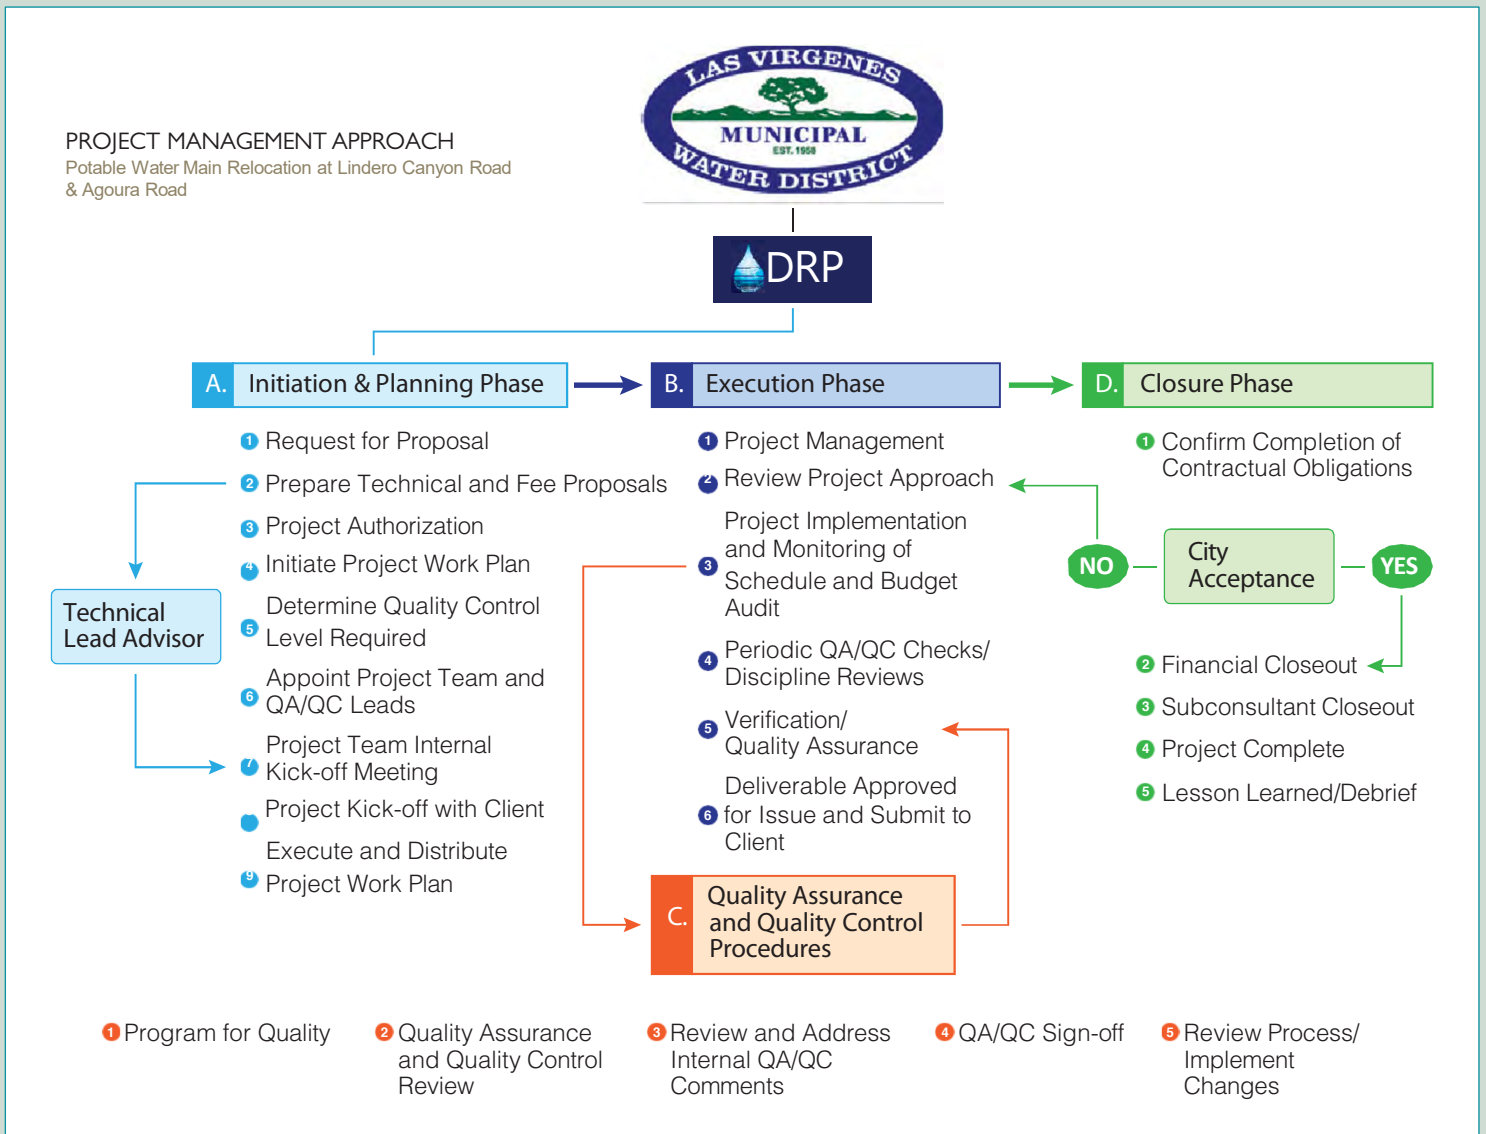 LAS VIRGENES
MUNICIPAL
EST. 1958
WATER DISTRICT
PROJECT MANAGEMENT APPROACH
Potable Water Main Relocation at Lindero Canyon Road
& Agoura Road
DRP
A. Initiation & Planning Phase
1 Request for Proposal
2 Prepare Technical and Fee Proposals
3 Project Authorization
4 Initiate Project Work Plan
Determine Quality Control
5 Level Required
Appoint Project Team and
6 QA/QC Leads
Project Team Internal
7 Kick-off Meeting
Project Kick-off with Client
Execute and Distribute
9 Project Work Plan
Technical
Lead Advisor
B. Execution Phase
1 Project Management
2 Review Project Approach
Project Implementation
and Monitoring of
3 Schedule and Budget
Audit
4 Periodic QA/QC Checks/
Discipline Reviews
5 Verification/
Quality Assurance
Deliverable Approved
6 for Issue and Submit to
Client
D. Closure Phase
1 Confirm Completion of
Contractual Obligations
NO
City
Acceptance
YES
2 Financial Closeout
3 Subconsultant Closeout
4 Project Complete
5 Lesson Learned/Debrief
C. Quality Assurance
and Quality Control
Procedures
1 Program for Quality
2 Quality Assurance
and Quality Control
Review
3 Review and Address
Internal QA/QC
Comments
4 QA/QC Sign-off
5 Review Process/
Implement
Changes